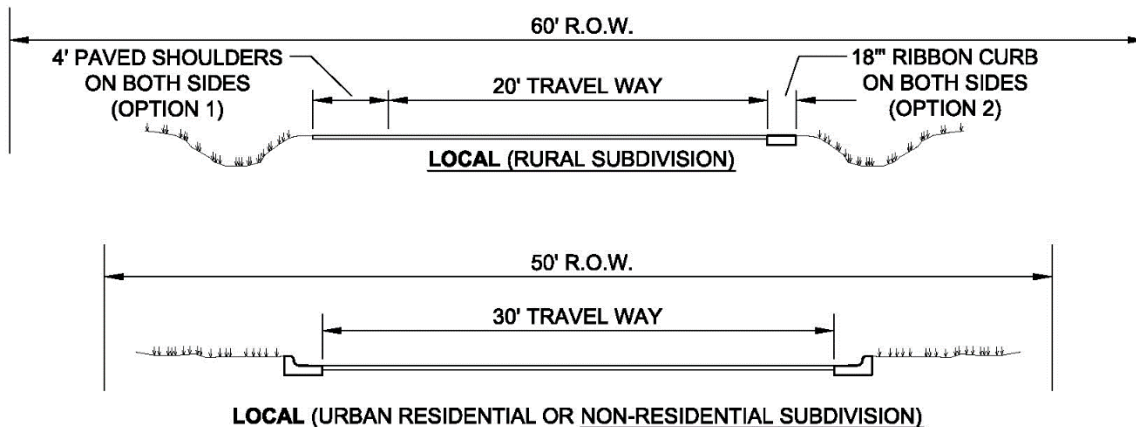 60' R.O.W.
4' PAVED SHOULDERS
ON BOTH SIDES
(OPTION 1)
20' TRAVEL WAY
18'" RIBBON CURB
ON BOTH SIDES
(OPTION 2)
LOCAL (RURAL SUBDIVISION)
50' R.O.W.
30' TRAVEL WAY
LOCAL (URBAN RESIDENTIAL OR NON-RESIDENTIAL SUBDIVISION)